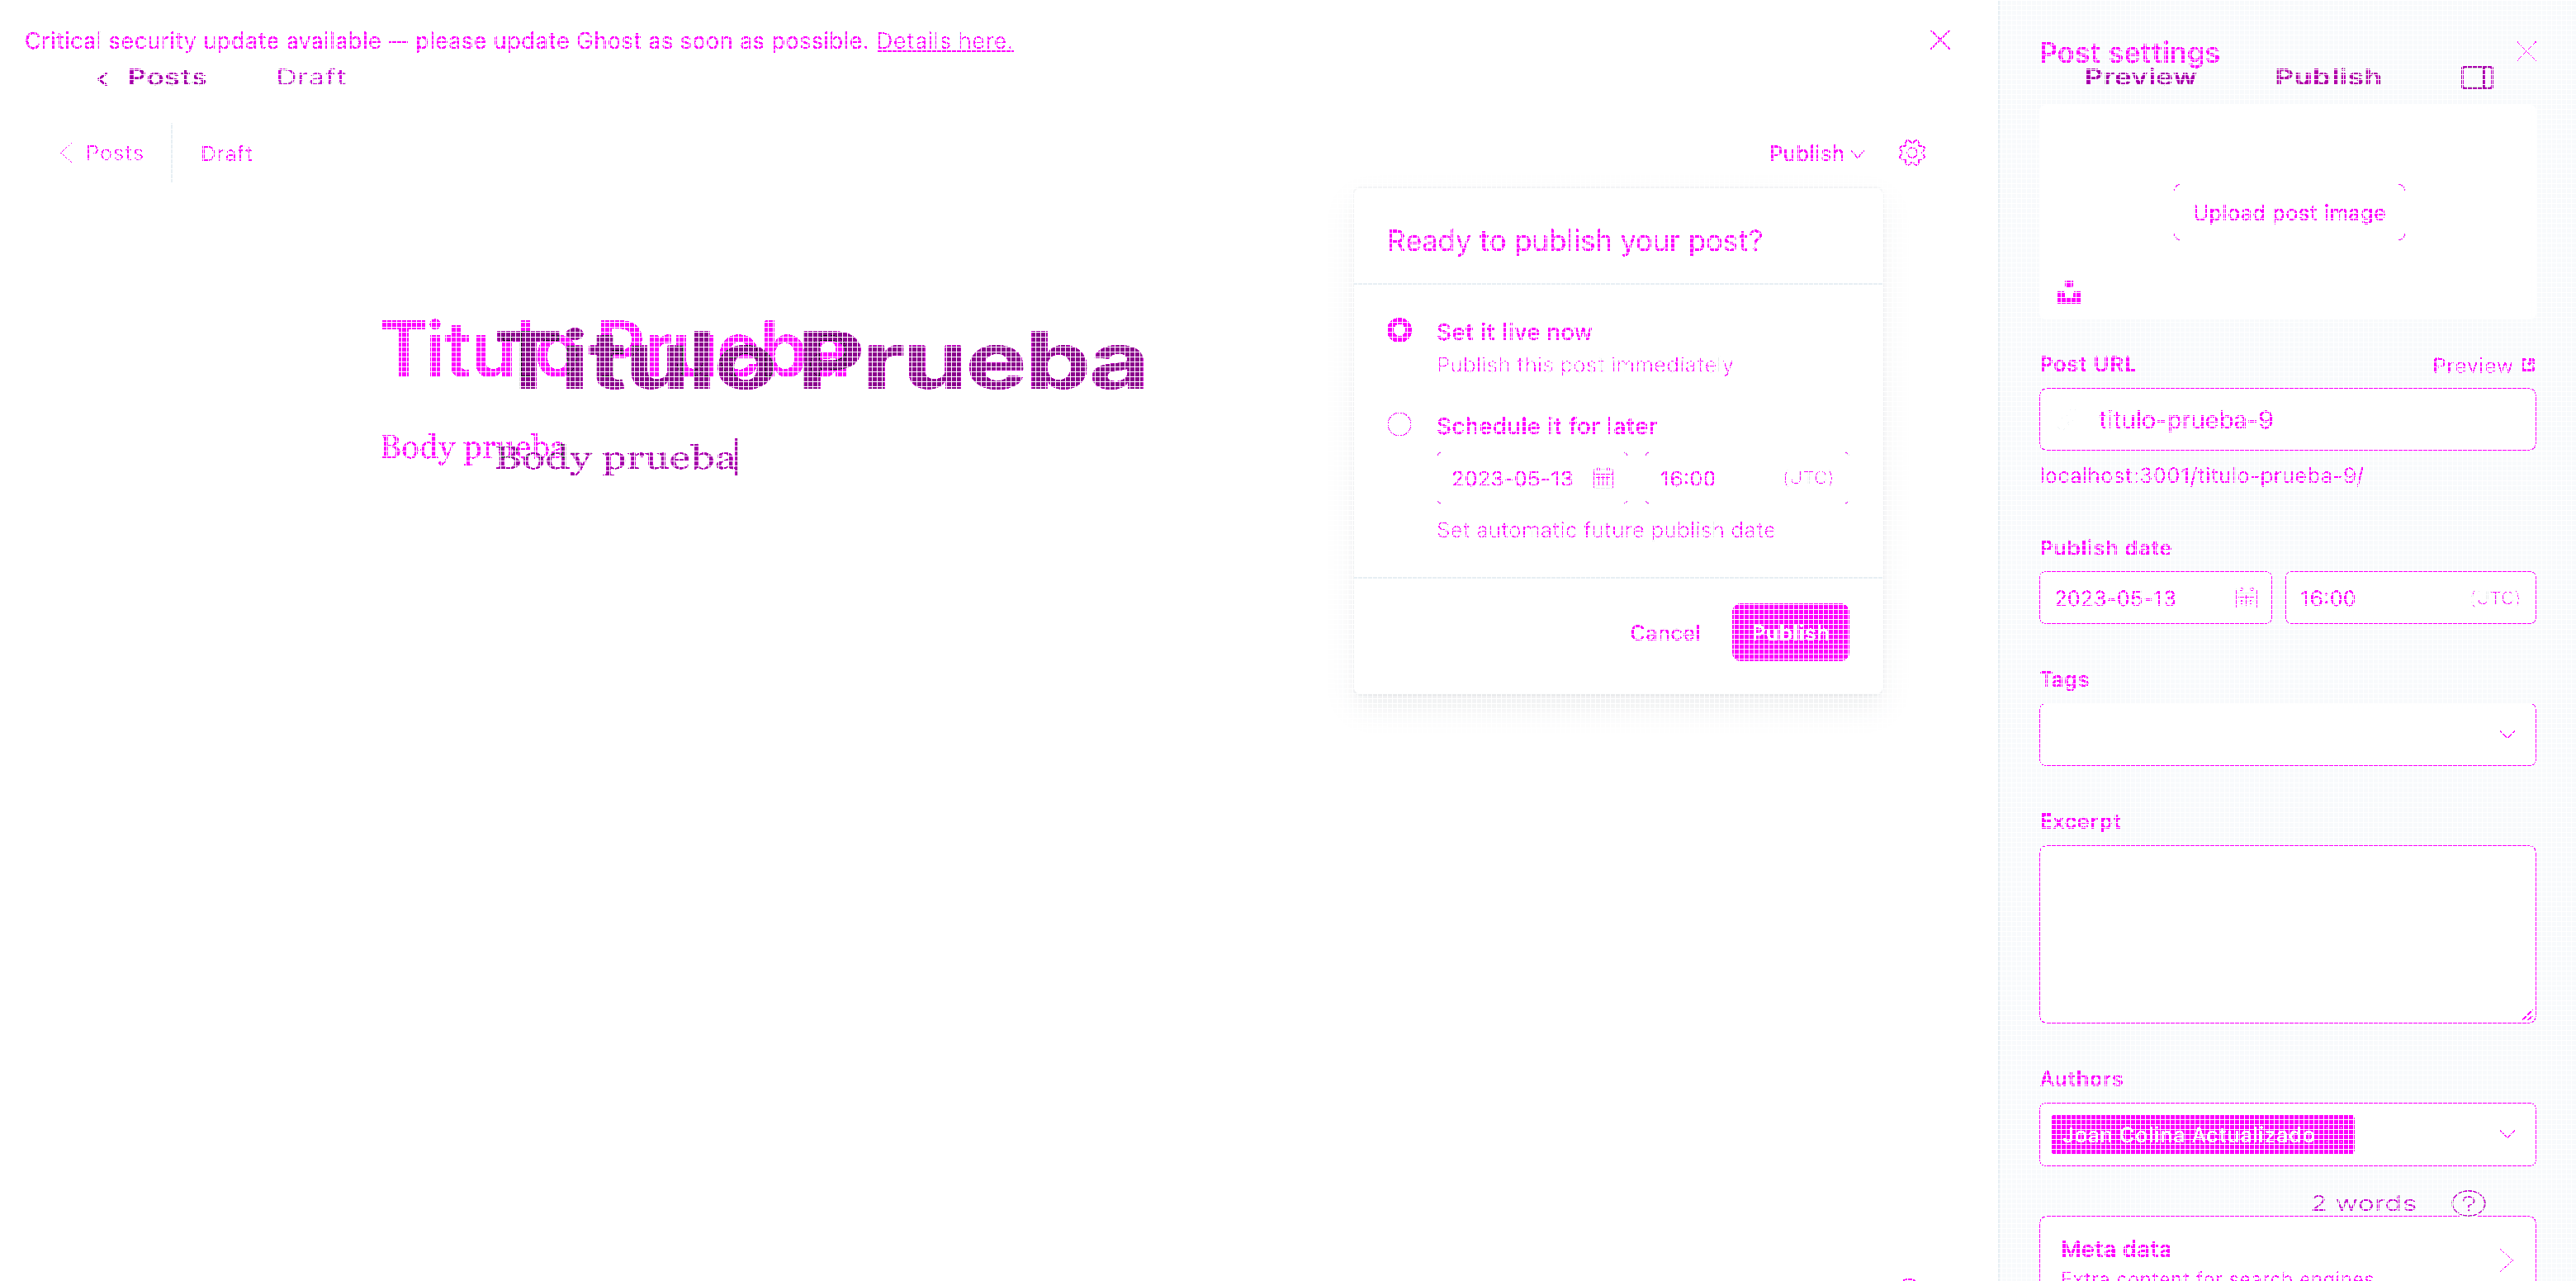 Critical security update available — please update Ghost as soon as possible. Details here.
Posts Draft
Post settings
Preview Publish
Posts Draft
Publish
Upload post image
Ready to publish your post?
Titulo Prueba
Titulo Prueba
Set it live now
Publish this post immediately
Post URL Preview
titulo-prueba-9
Schedule it for later
Body prueba
Body prueba
2023-05-13 16:00 (UTC)
localhost:3001/titulo-prueba-9/
Set automatic future publish date
Publish date
2023-05-13 16:00 (UTC)
Cancel Publish
Tags
Excerpt
Authors
Joan Colina Actualizado
2 words ?
Meta data
Extra content for search engines